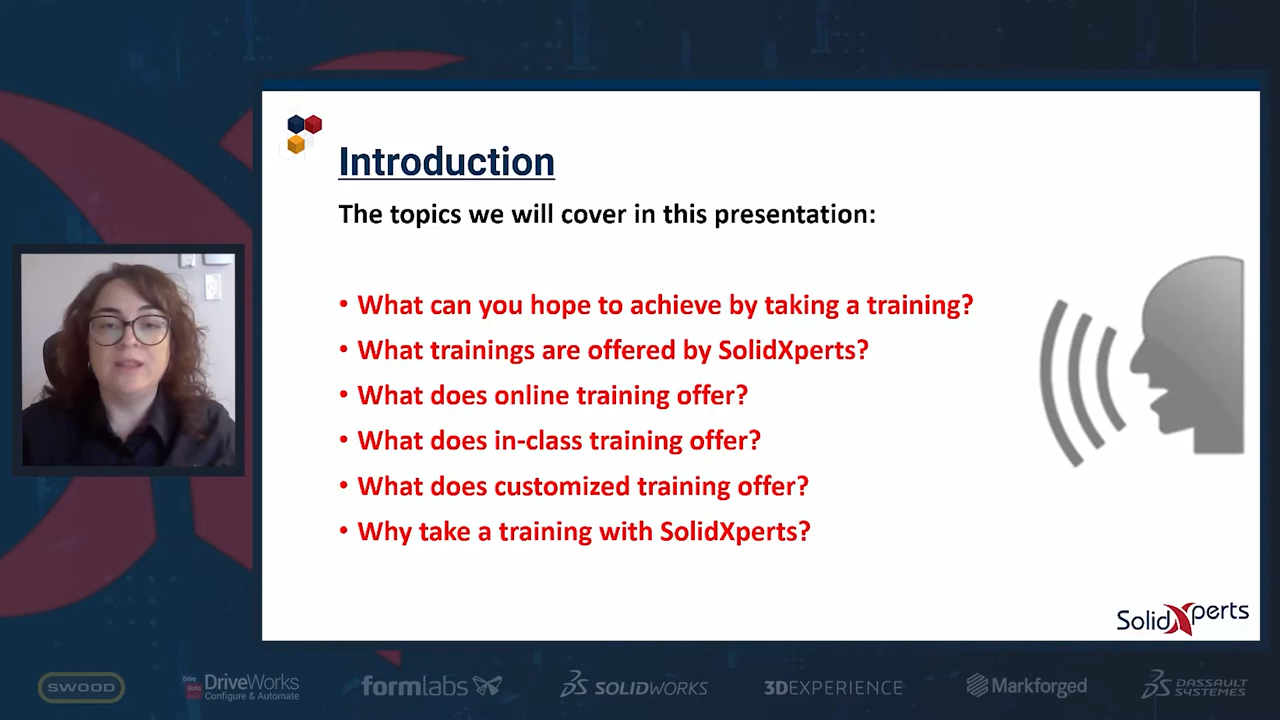 Introduction
The topics we will cover in this presentation:
• What can you hope to achieve by taking a training?
• What trainings are offered by SolidXperts?
• What does online training offer?
• What does in-class training offer?
• What does customized training offer?
• Why take a training with SolidXperts?
SolidXperts
SWOOD
Drive Works
DriveWorks
Configure & Automate
formlabs
SOLIDWORKS
3DEXPERIENCE
Markforged
DASSAULT
SYSTEMES